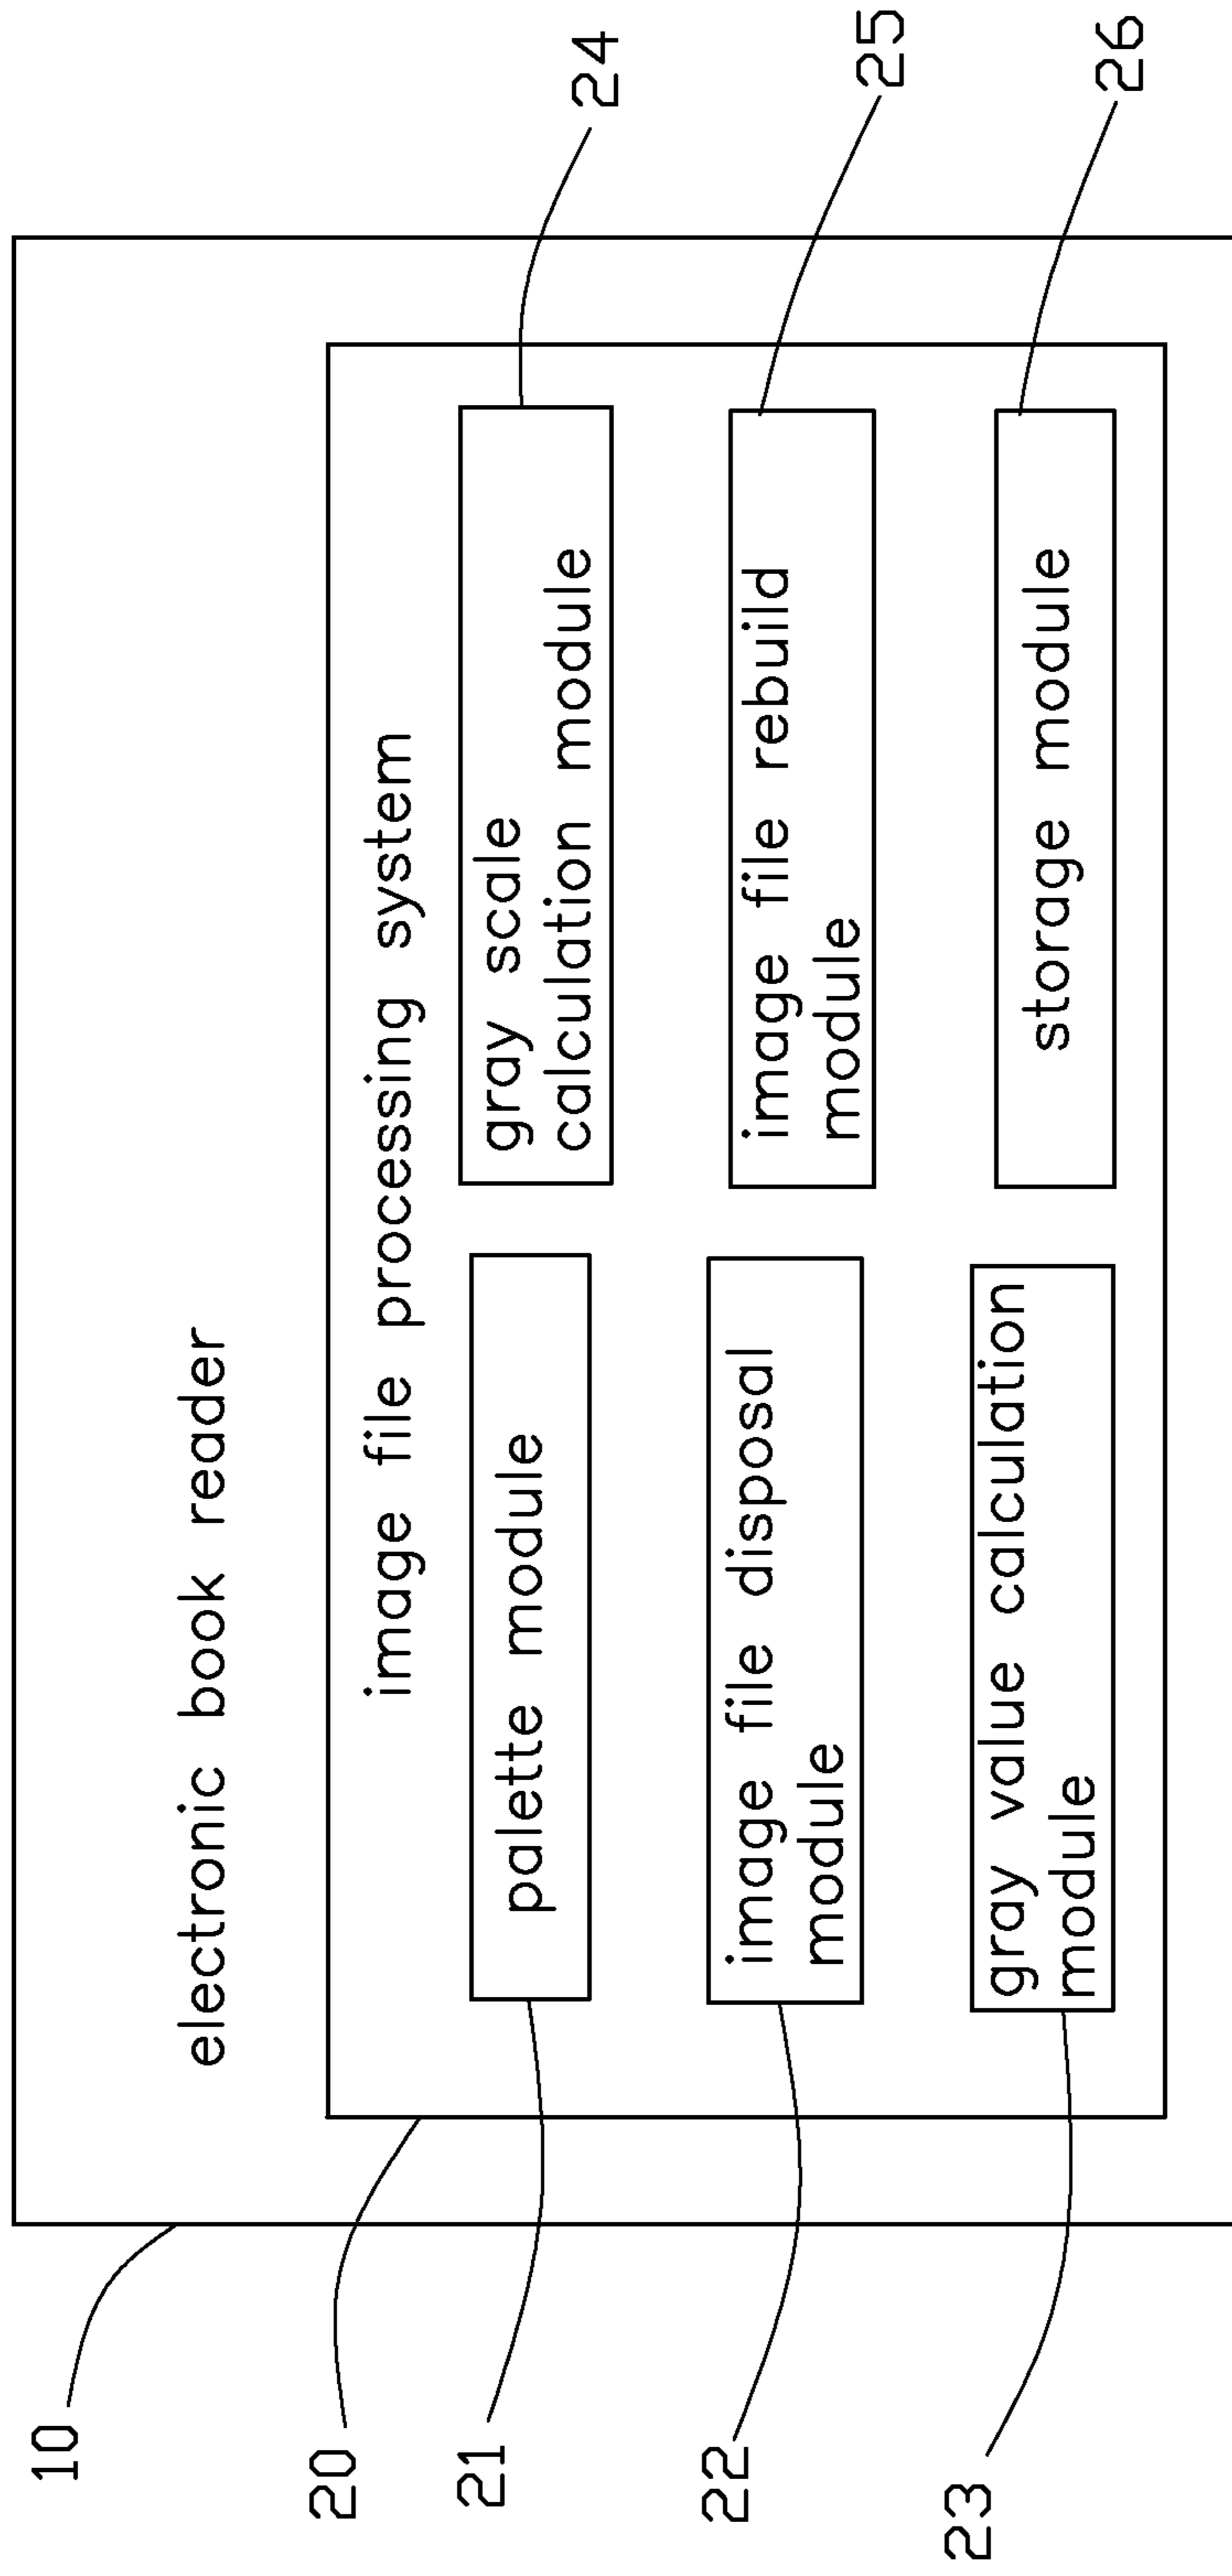 10
electronic book reader
20
image file processing system
21
palette module
gray scale
calculation module
24
22
image file disposal
module
image file rebuild
module
25
23
gray value calculation
module
storage module
26